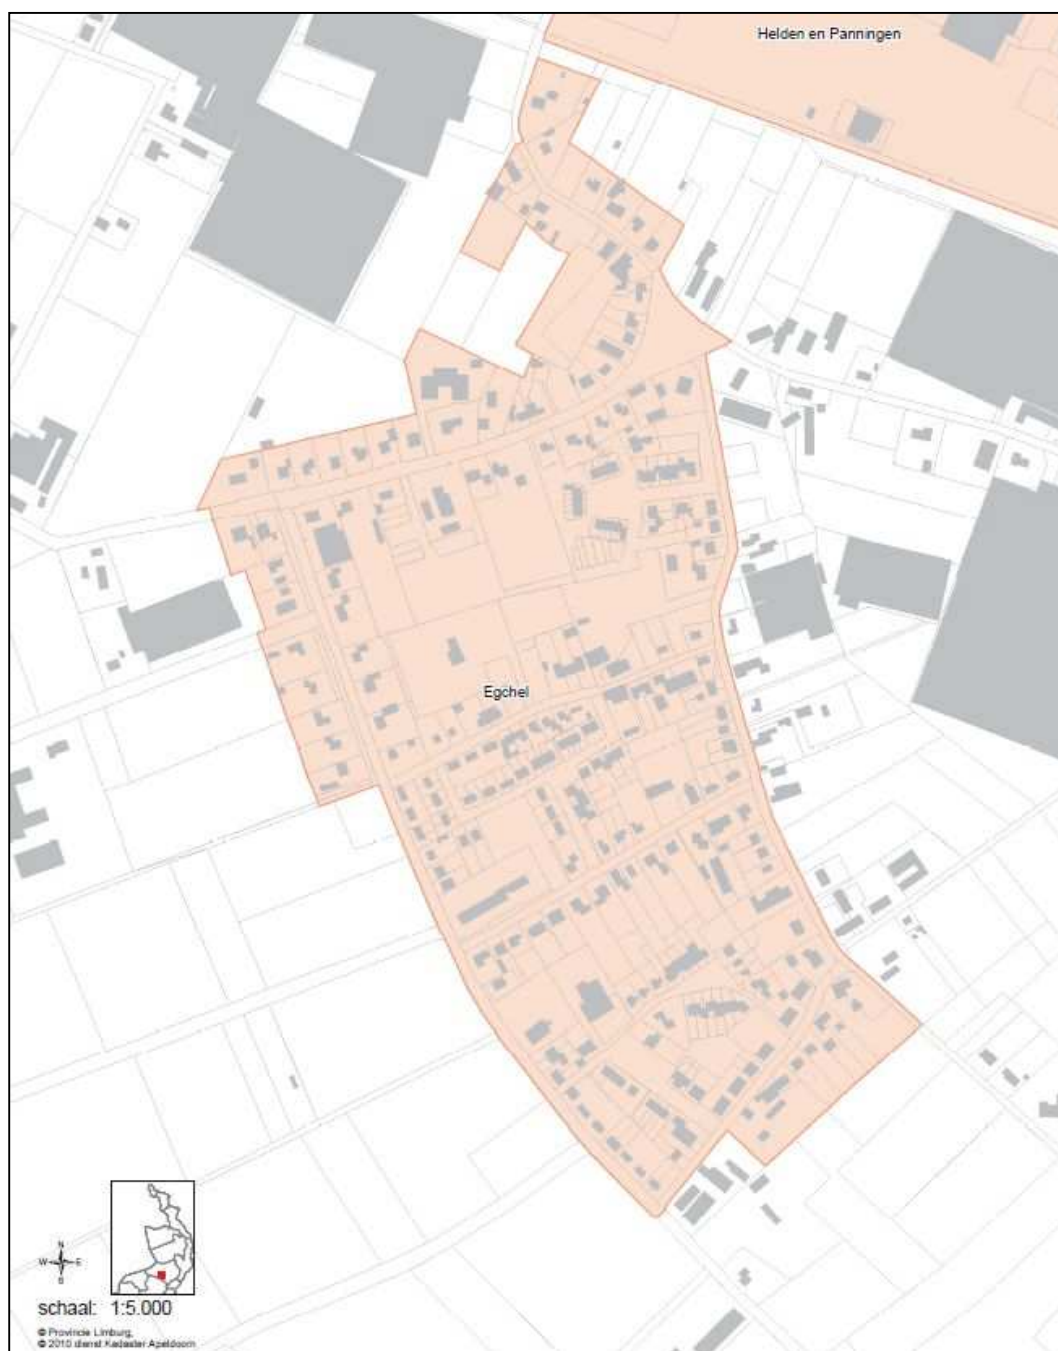 Helden en Panningen
Egchel
N
W E
S
schaal: 1:5.000
© Provincie Limburg,
© 2010 dienst Kadaster Apeldoorn